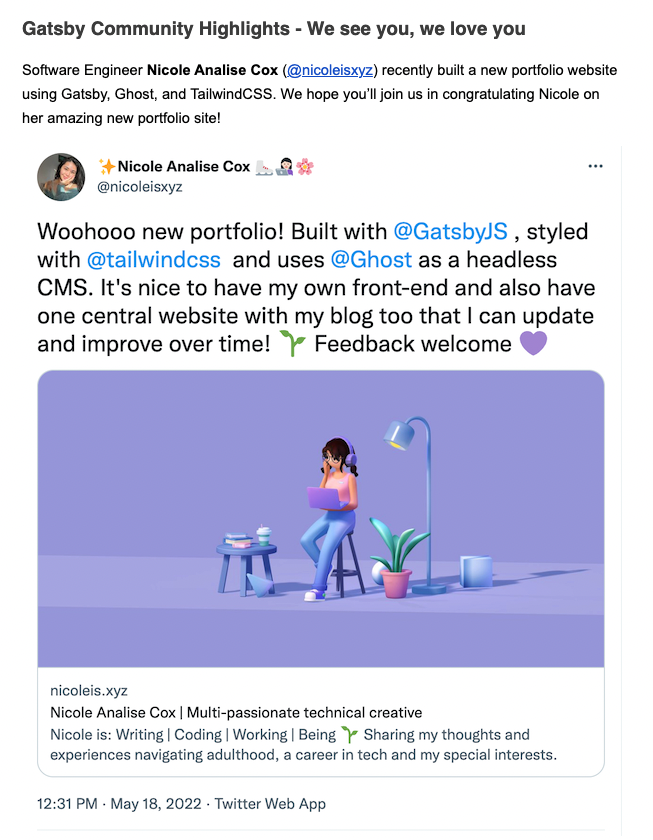 Gatsby Community Highlights - We see you, we love you
Software Engineer Nicole Analise Cox (@nicoleisxyz) recently built a new portfolio website
using Gatsby, Ghost, and TailwindCSS. We hope you’ll join us in congratulating Nicole on
her amazing new portfolio site!
✨Nicole Analise Cox ⛸️👩🏻‍💻🌸
@nicoleisxyz
Woohooo new portfolio! Built with @GatsbyJS , styled
with @tailwindcss and uses @Ghost as a headless
CMS. It's nice to have my own front-end and also have
one central website with my blog too that I can update
and improve over time! 🌱 Feedback welcome 💜
nicoleis.xyz
Nicole Analise Cox | Multi-passionate technical creative
Nicole is: Writing | Coding | Working | Being 🌱 Sharing my thoughts and
experiences navigating adulthood, a career in tech and my special interests.
12:31 PM · May 18, 2022 · Twitter Web App